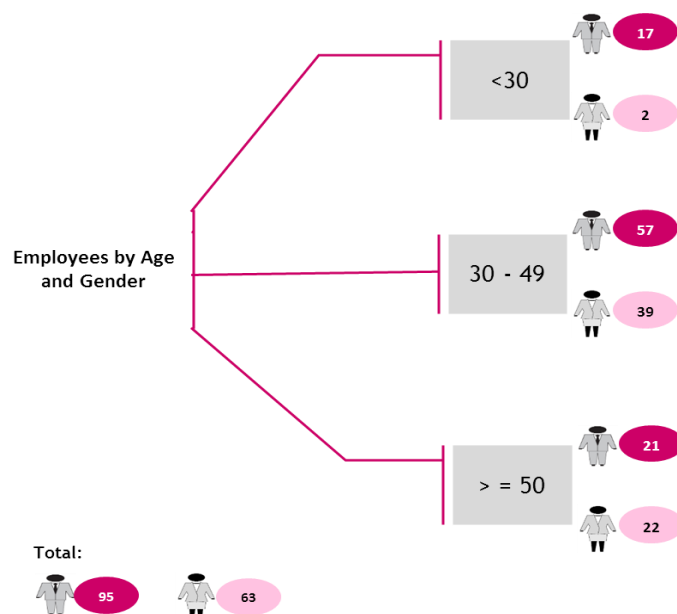 17
<30
2
Employees by Age
and Gender
57
30 - 49
39
21
> = 50
22
Total:
95
63